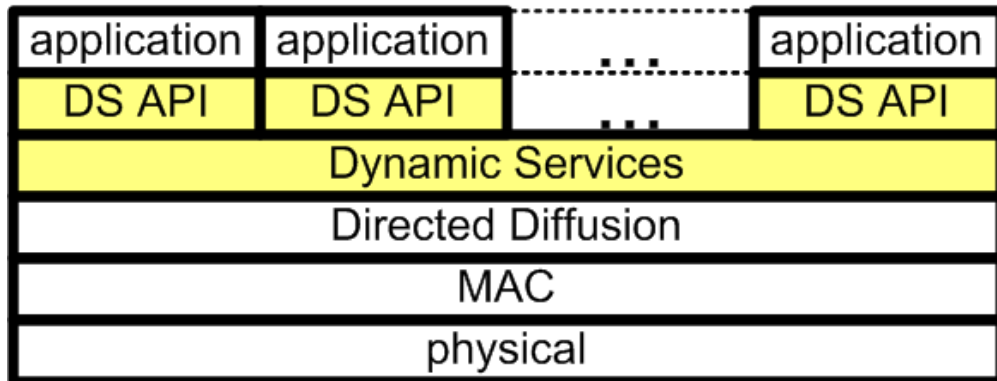 application application ... application
DS API DS API ... DS API
Dynamic Services
Directed Diffusion
MAC
physical